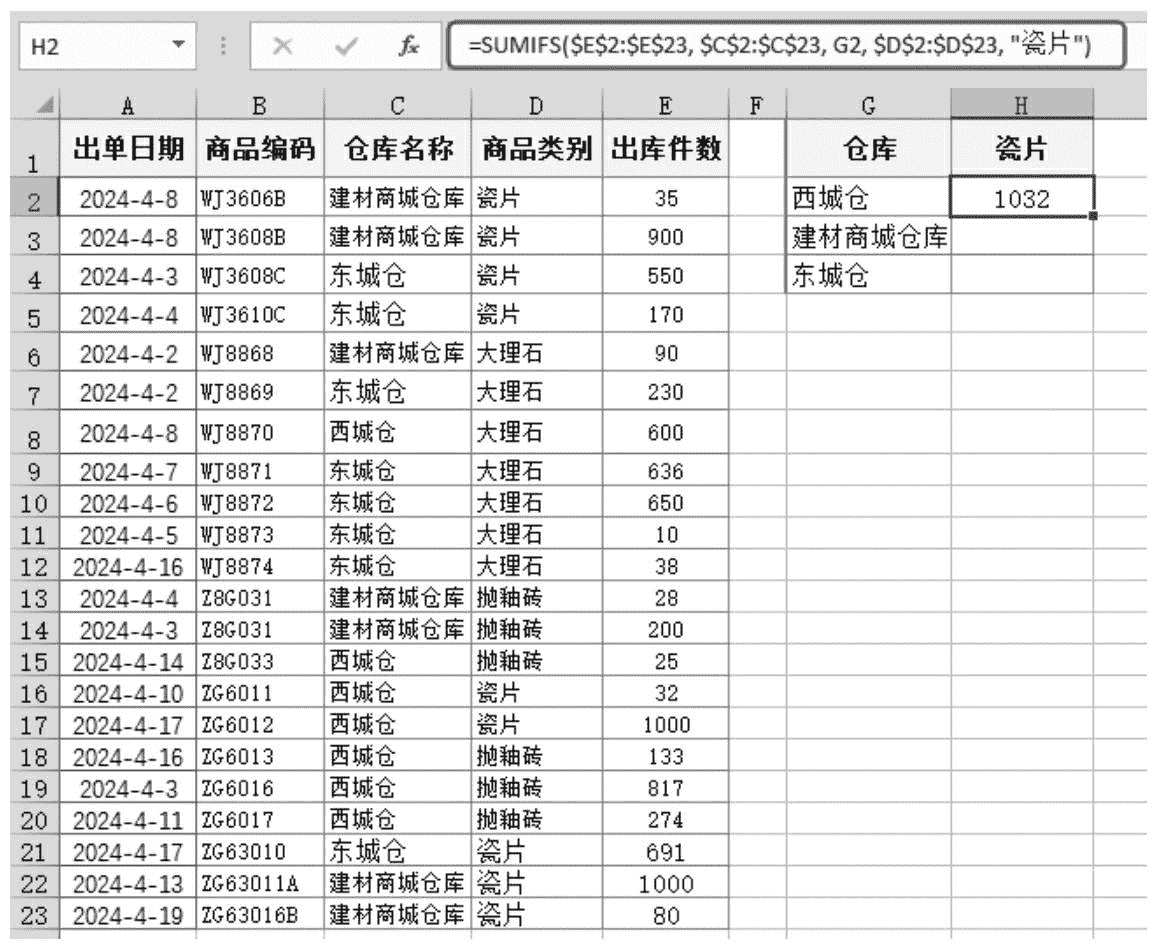 H2 fx =SUMIFS($E$2:$E$23, $C$2:$C$23, G2, $D$2:$D$23, "瓷片")
A B C D E F G H
1 出单日期 商品编码 仓库名称 商品类别 出库件数 仓库 瓷片
2 2024-4-8 WJ3606B 建材商城仓库 瓷片 35 西城仓 1032
3 2024-4-8 WJ3608B 建材商城仓库 瓷片 900 建材商城仓库
4 2024-4-3 WJ3608C 东城仓 瓷片 550 东城仓
5 2024-4-4 WJ3610C 东城仓 瓷片 170
6 2024-4-2 WJ8868 建材商城仓库 大理石 90
7 2024-4-2 WJ8869 东城仓 大理石 230
8 2024-4-8 WJ8870 西城仓 大理石 600
9 2024-4-7 WJ8871 东城仓 大理石 636
10 2024-4-6 WJ8872 东城仓 大理石 650
11 2024-4-5 WJ8873 东城仓 大理石 10
12 2024-4-16 WJ8874 东城仓 大理石 38
13 2024-4-4 Z8G031 建材商城仓库 抛釉砖 28
14 2024-4-3 Z8G031 建材商城仓库 抛釉砖 200
15 2024-4-14 Z8G033 西城仓 抛釉砖 25
16 2024-4-10 ZG6011 西城仓 瓷片 32
17 2024-4-17 ZG6012 西城仓 瓷片 1000
18 2024-4-16 ZG6013 西城仓 抛釉砖 133
19 2024-4-3 ZG6016 西城仓 抛釉砖 817
20 2024-4-11 ZG6017 西城仓 抛釉砖 274
21 2024-4-17 ZG63010 东城仓 瓷片 691
22 2024-4-13 ZG63011A 建材商城仓库 瓷片 1000
23 2024-4-19 ZG63016B 建材商城仓库 瓷片 80